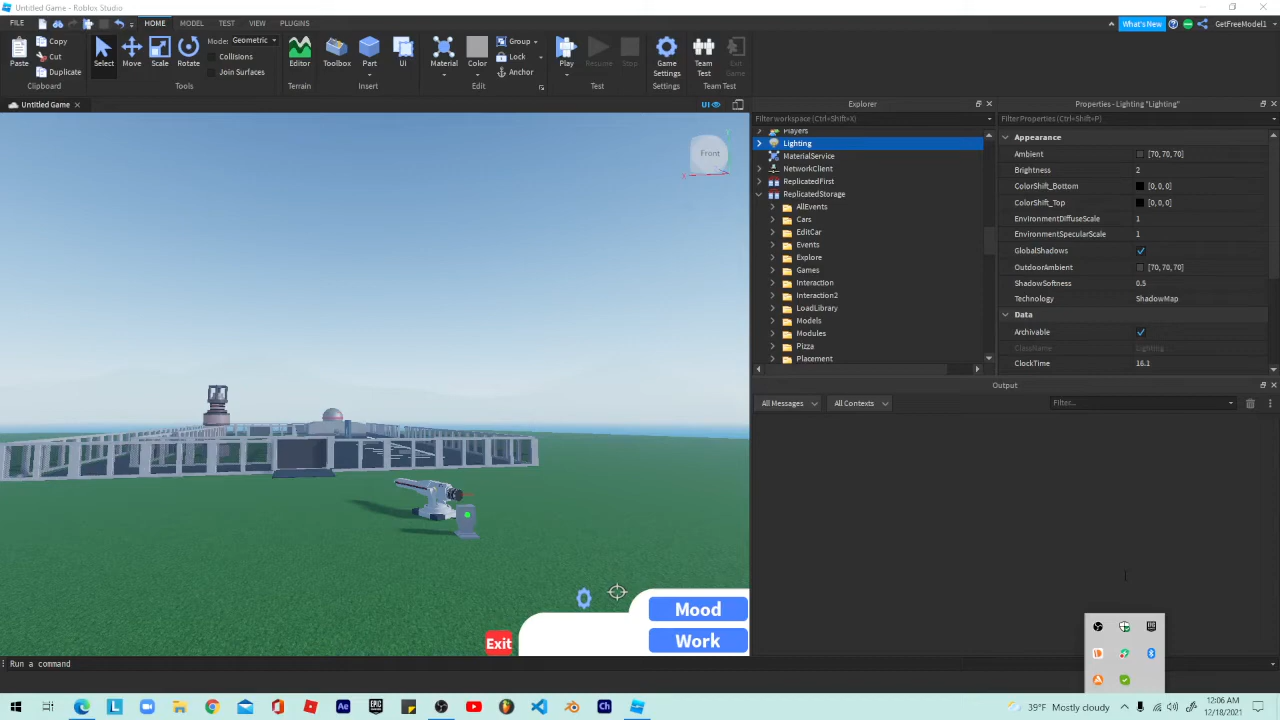 Untitled Game - Roblox Studio
FILE HOME MODEL TEST VIEW PLUGINS What's New GetFreeModel1
Paste Copy Cut Duplicate Clipboard
Select Move Scale Rotate Mode: Geometric Collisions Join Surfaces Tools
Editor Terrain
Toolbox Part UI Insert
Material Color Group Lock Anchor Edit
Play Resume Stop Test
Game Settings Settings
Team Test Exit Game Team Test
Untitled Game UI
Front
Explorer
Filter workspace (Ctrl+Shift+X)
Players
Lighting
MaterialService
NetworkClient
ReplicatedFirst
ReplicatedStorage
AllEvents
Cars
EditCar
Events
Explore
Games
Interaction
Interaction2
LoadLibrary
Models
Modules
Pizza
Placement
Properties - Lighting "Lighting"
Filter Properties (Ctrl+Shift+P)
Appearance
Ambient [70, 70, 70]
Brightness 2
ColorShift_Bottom [0, 0, 0]
ColorShift_Top [0, 0, 0]
EnvironmentDiffuseScale 1
EnvironmentSpecularScale 1
GlobalShadows
OutdoorAmbient [70, 70, 70]
ShadowSoftness 0.5
Technology ShadowMap
Data
Archivable
ClassName Lighting
ClockTime 16.1
Output
All Messages All Contexts Filter...
Mood
Work
Exit
Run a command
39°F Mostly cloudy
12:06 AM
12/18/2021